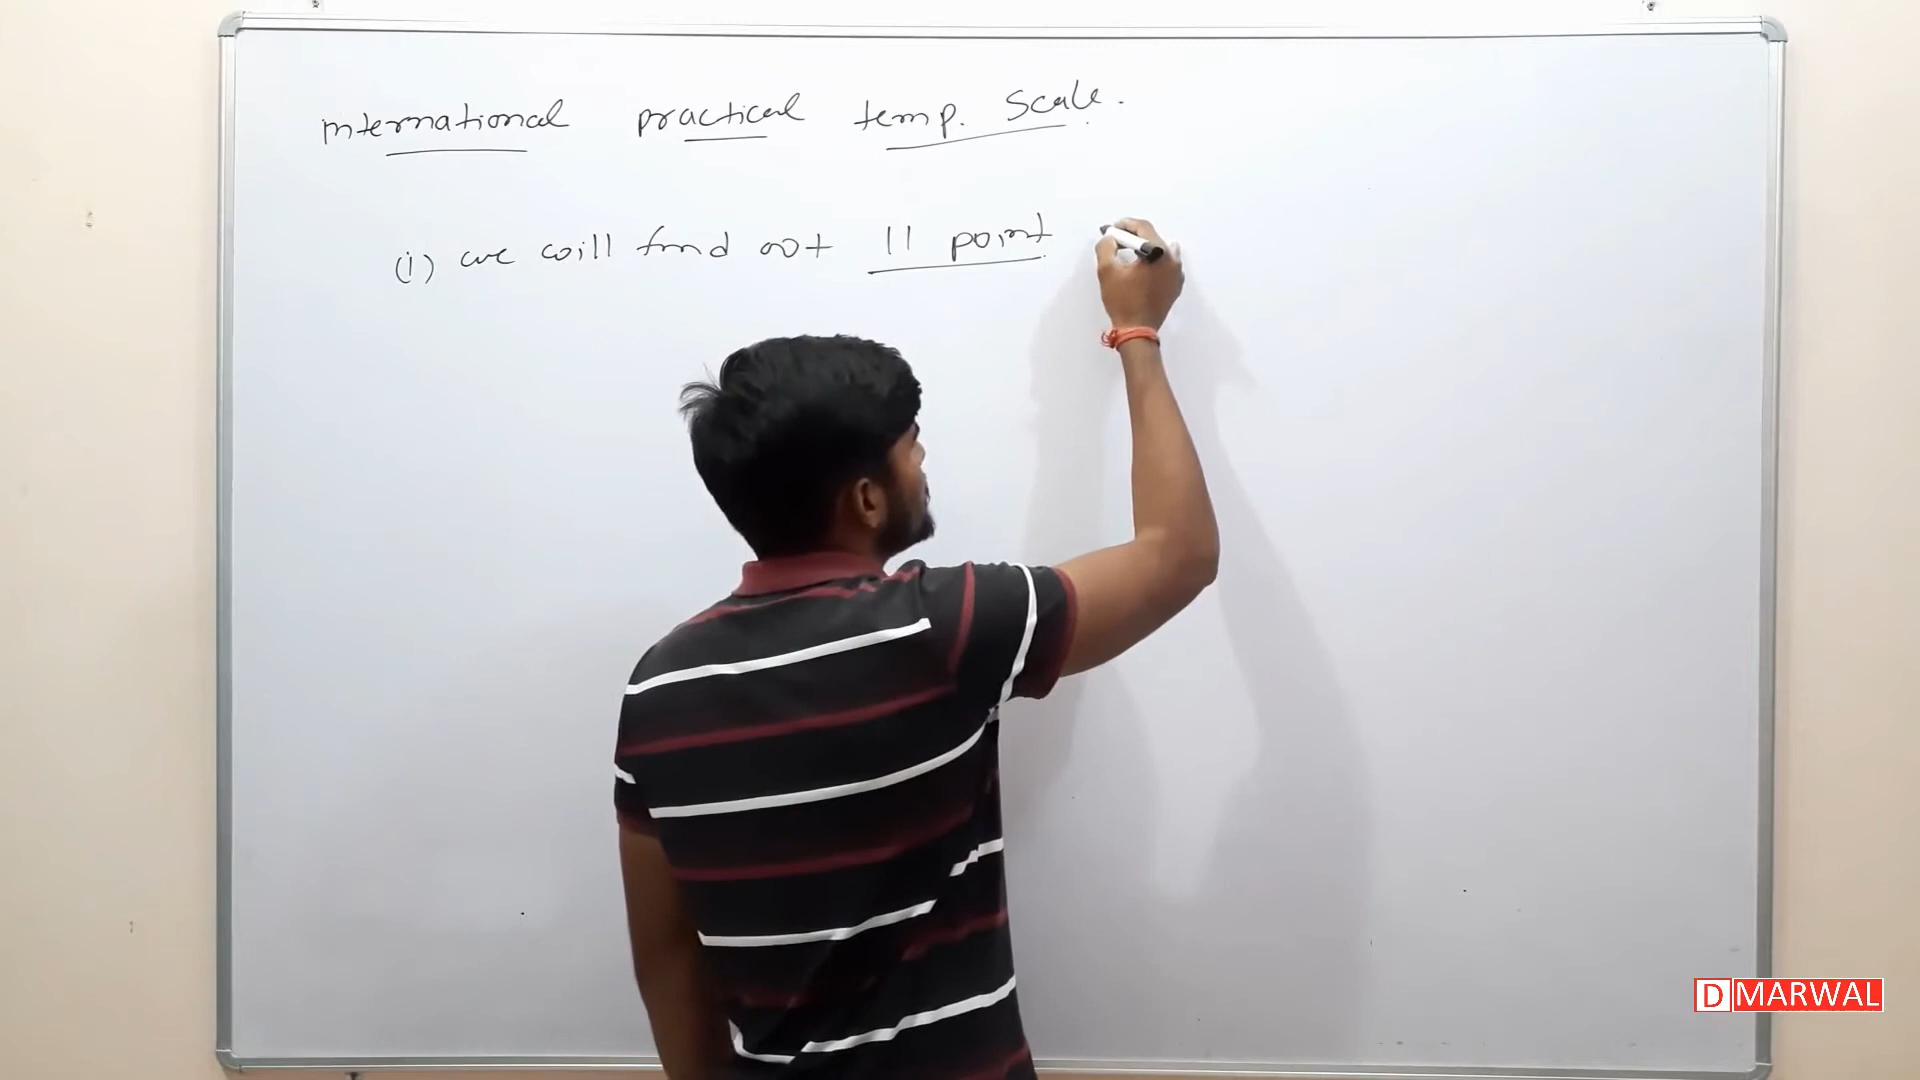 international practical temp. Scale.
(i) we will find out 11 point
D MARWAL